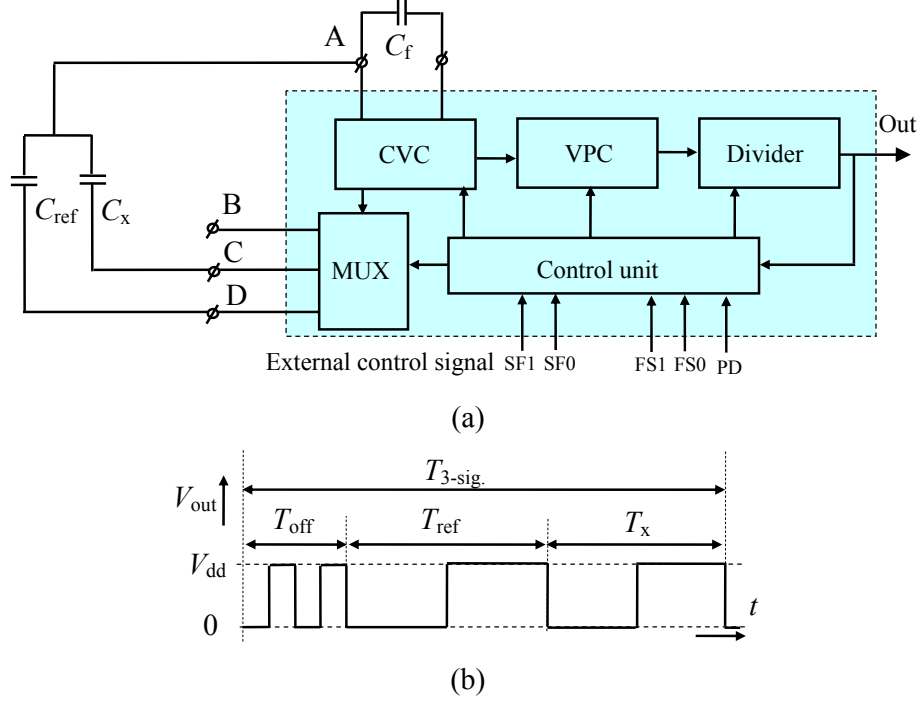 A
C_f
Out
CVC
VPC
Divider
C_ref
C_x
B
C
D
MUX
Control unit
External control signal SF1 SF0 FS1 FS0 PD
(a)
T_3-sig.
V_out
T_off
T_ref
T_x
V_dd
t
0
(b)